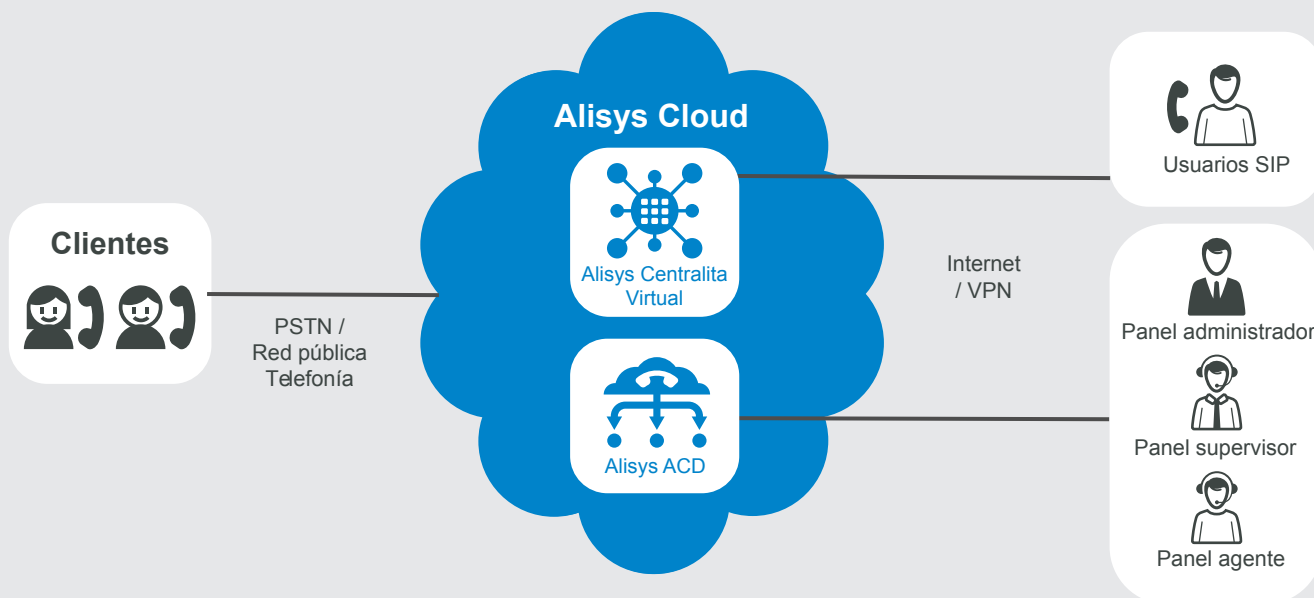 Clientes
PSTN /
Red pública
Telefonía
Alisys Cloud
Alisys Centralita
Virtual
Alisys ACD
Internet
/ VPN
Usuarios SIP
Panel administrador
Panel supervisor
Panel agente